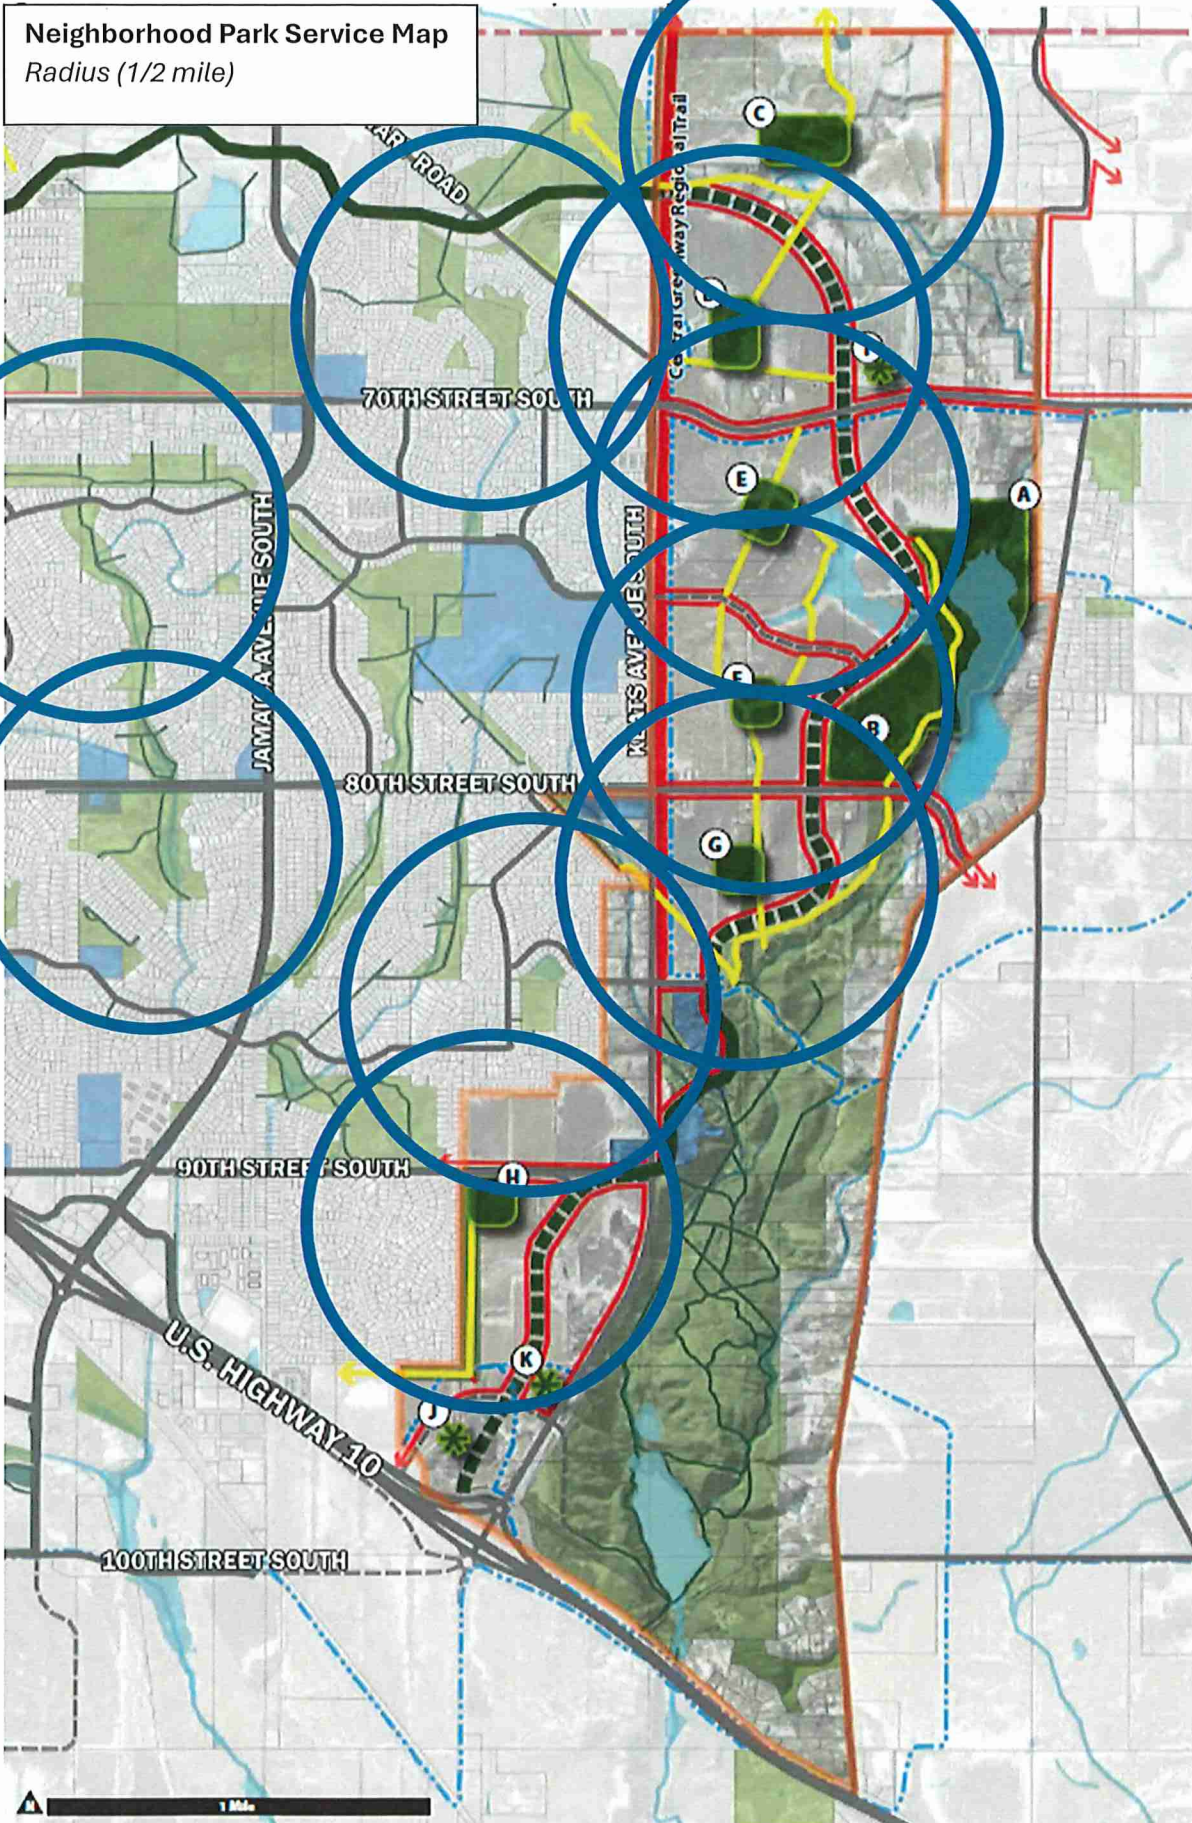 Neighborhood Park Service Map
Radius (1/2 mile)
ROAD
C
Central Greenway Regional Trail
70TH STREET SOUTH
E
A
JAMAICA AVENUE SOUTH
KEATS AVENUE SOUTH
F
B
80TH STREET SOUTH
G
90TH STREET SOUTH
H
K
U.S. HIGHWAY 10
J
100TH STREET SOUTH
N
1 Mile